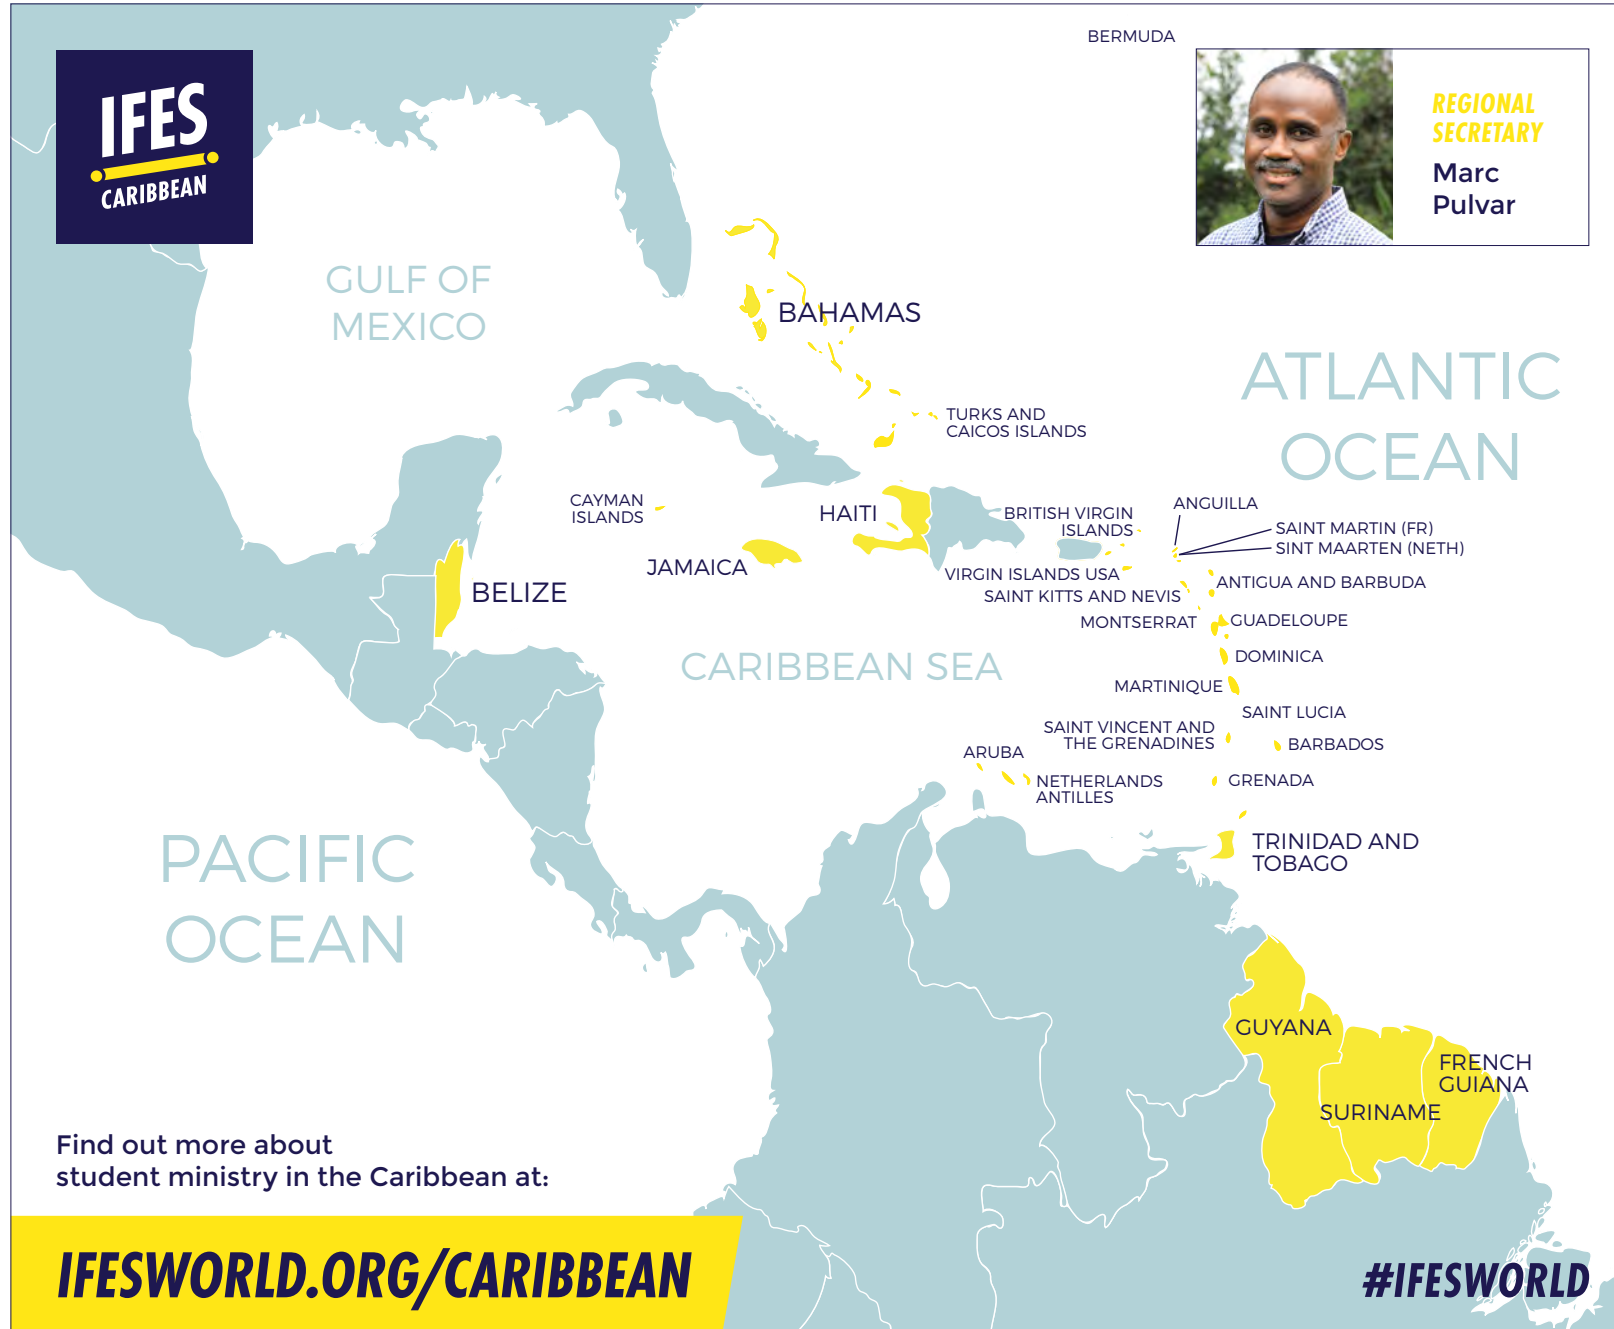 BERMUDA
IFES
CARIBBEAN
REGIONAL
SECRETARY
Marc
Pulvar
GULF OF
MEXICO
BAHAMAS
ATLANTIC
OCEAN
TURKS AND
CAICOS ISLANDS
CAYMAN
ISLANDS
HAITI
BRITISH VIRGIN
ISLANDS
ANGUILLA
SAINT MARTIN (FR)
SINT MAARTEN (NETH)
JAMAICA
BELIZE
VIRGIN ISLANDS USA
ANTIGUA AND BARBUDA
SAINT KITTS AND NEVIS
MONTSERRAT
GUADELOUPE
CARIBBEAN SEA
DOMINICA
MARTINIQUE
SAINT LUCIA
SAINT VINCENT AND
THE GRENADINES
BARBADOS
ARUBA
NETHERLANDS
ANTILLES
GRENADA
TRINIDAD AND
TOBAGO
PACIFIC
OCEAN
GUYANA
FRENCH
GUIANA
SURINAME
Find out more about
student ministry in the Caribbean at:
IFESWORLD.ORG/CARIBBEAN
#IFESWORLD